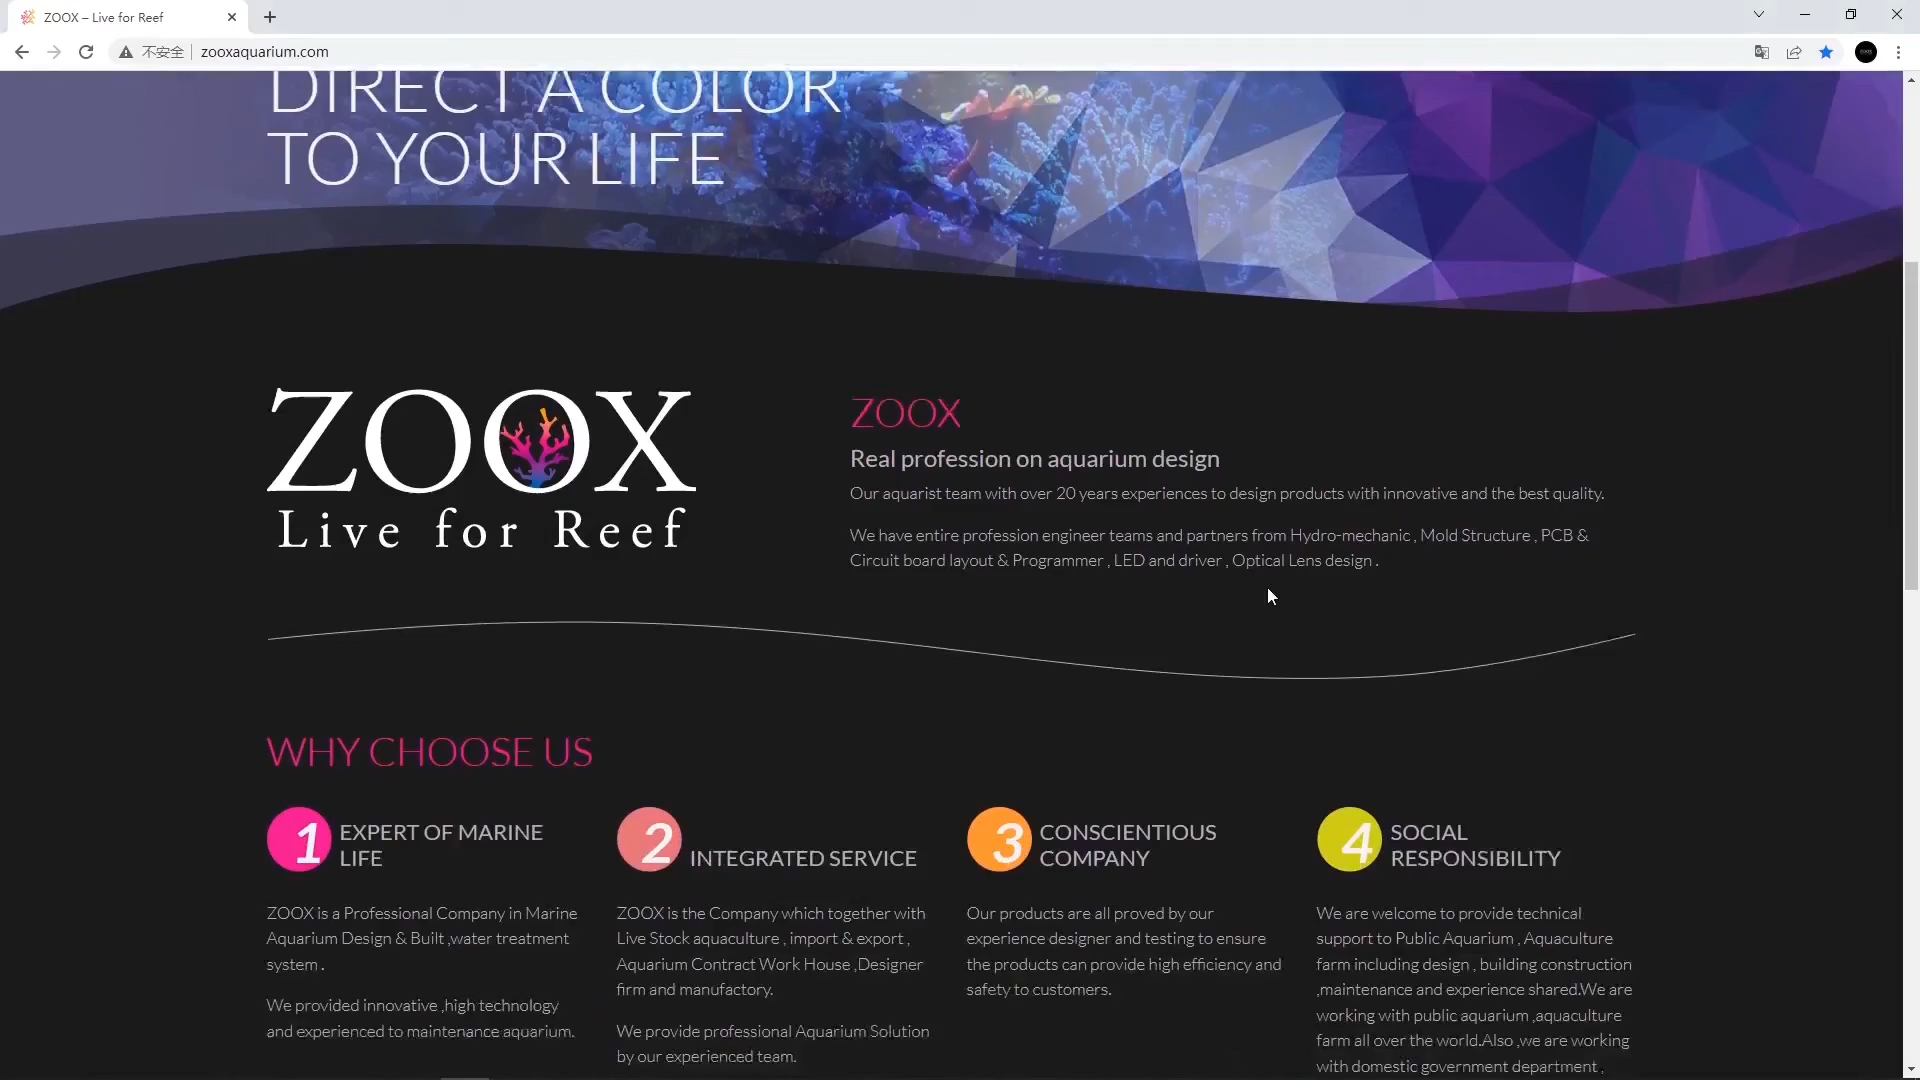 ZOOX – Live for Reef
不安全
zooxaquarium.com
DIRECT A COLOR
TO YOUR LIFE
ZOOX
Live for Reef
ZOOX
Real profession on aquarium design
Our aquarist team with over 20 years experiences to design products with innovative and the best quality.
We have entire profession engineer teams and partners from Hydro-mechanic , Mold Structure , PCB &
Circuit board layout & Programmer , LED and driver , Optical Lens design .
WHY CHOOSE US
1 EXPERT OF MARINE
LIFE
ZOOX is a Professional Company in Marine
Aquarium Design & Built ,water treatment
system .
We provided innovative ,high technology
and experienced to maintenance aquarium.
2 INTEGRATED SERVICE
ZOOX is the Company which together with
Live Stock aquaculture , import & export ,
Aquarium Contract Work House ,Designer
firm and manufactory.
We provide professional Aquarium Solution
by our experienced team.
3 CONSCIENTIOUS
COMPANY
Our products are all proved by our
experience designer and testing to ensure
the products can provide high efficiency and
safety to customers.
4 SOCIAL
RESPONSIBILITY
We are welcome to provide technical
support to Public Aquarium , Aquaculture
farm including design , building construction
,maintenance and experience shared.We are
working with public aquarium ,aquaculture
farm all over the world.Also ,we are working
with domestic government department ,